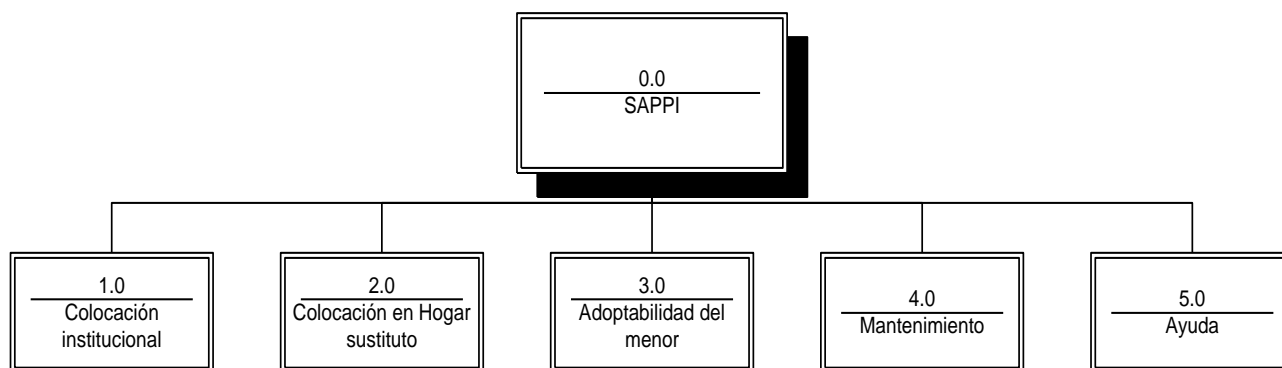 0.0
SAPPI
1.0
Colocación
institucional
2.0
Colocación en Hogar
sustituto
3.0
Adoptabilidad del
menor
4.0
Mantenimiento
5.0
Ayuda